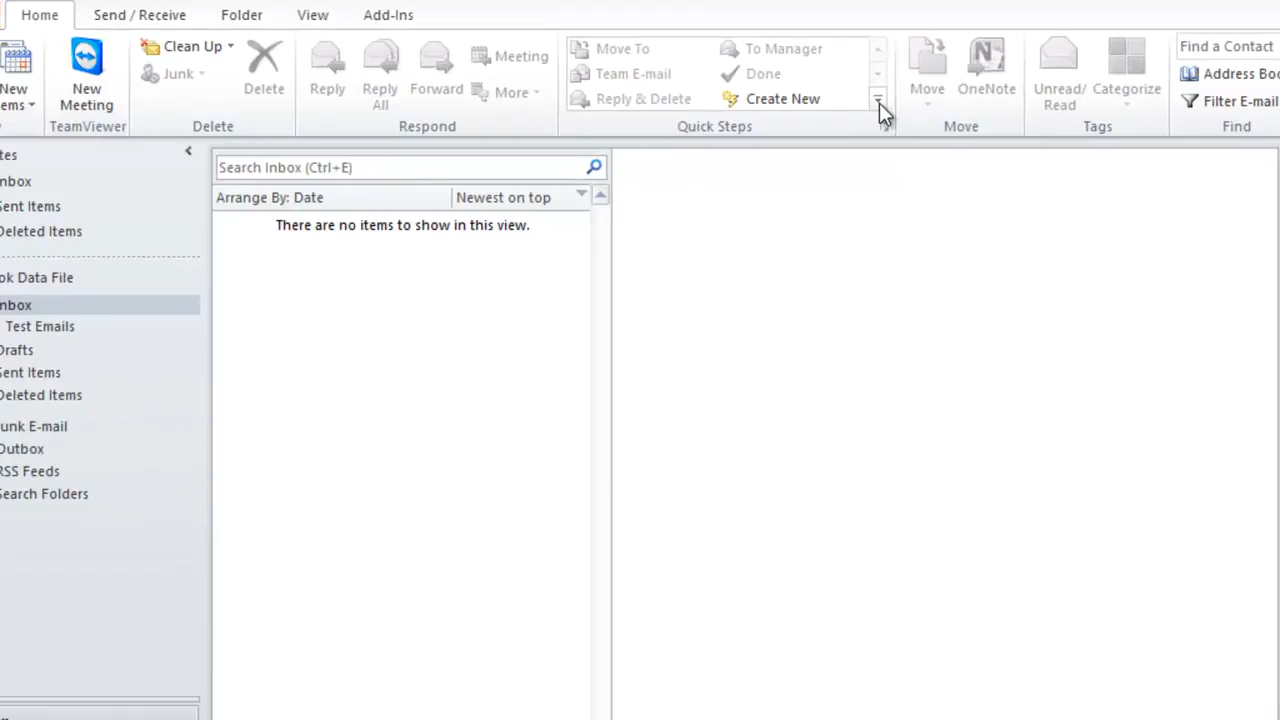 Home Send / Receive Folder View Add-Ins
New
ems
New
Meeting
TeamViewer
Clean Up
Junk
Delete
Delete
Reply
Reply
All
Forward
Meeting
More
Respond
Move To
Team E-mail
Reply & Delete
To Manager
Done
Create New
Quick Steps
Move
OneNote
Move
Unread/
Read
Categorize
Tags
Find a Contact
Address Boo
Filter E-mail
Find
tes
nbox
Sent Items
Deleted Items
ok Data File
nbox
Test Emails
Drafts
Sent Items
Deleted Items
unk E-mail
Outbox
RSS Feeds
Search Folders
Search Inbox (Ctrl+E)
Arrange By: Date Newest on top
There are no items to show in this view.